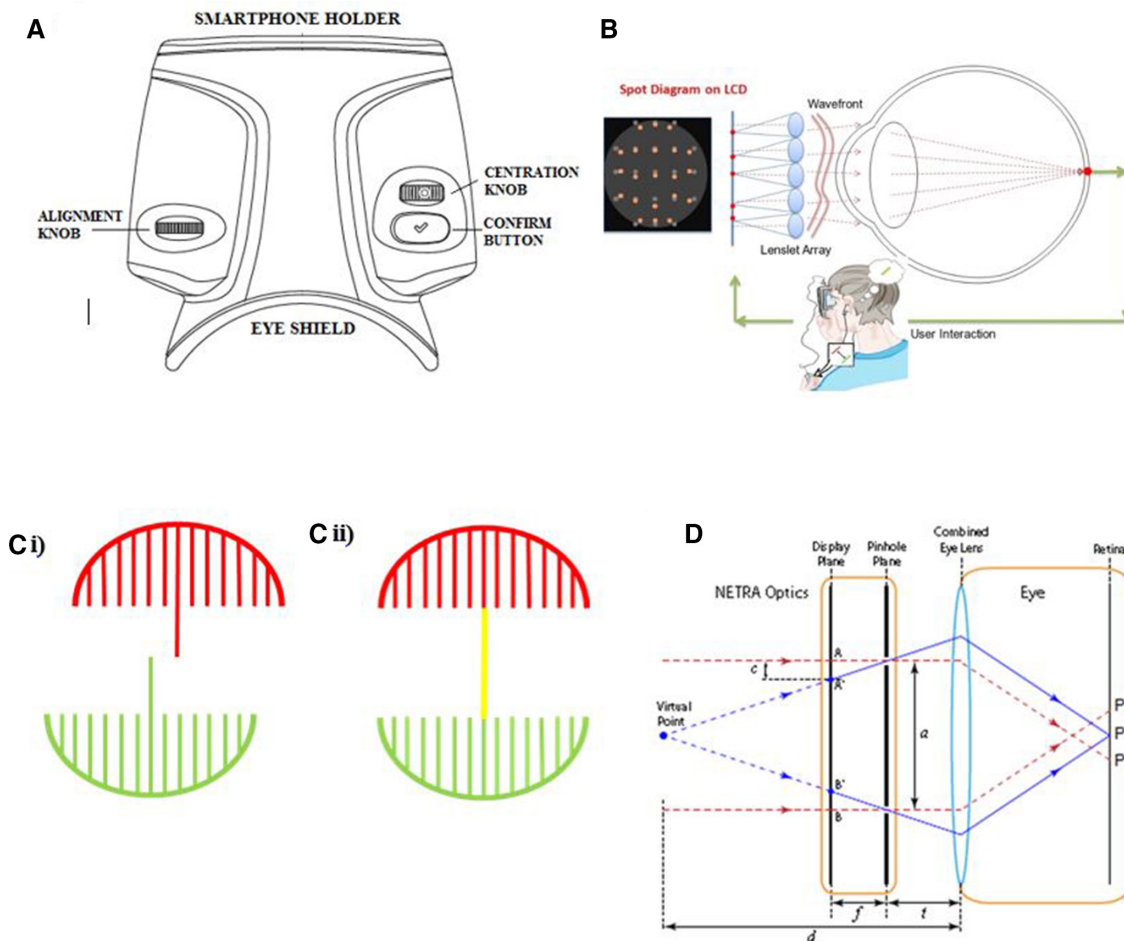 A
SMARTPHONE HOLDER
ALIGNMENT
KNOB
CENTRATION
KNOB
CONFIRM
BUTTON
EYE SHIELD
B
Spot Diagram on LCD
Wavefront
Lenslet Array
User Interaction
C i)
C ii)
D
Display
Plane
Pinhole
Plane
Combined
Eye Lens
Retina
NETRA Optics
Eye
A
c
A'
Virtual
Point
a
P
P
P
B'
B
f
t
d